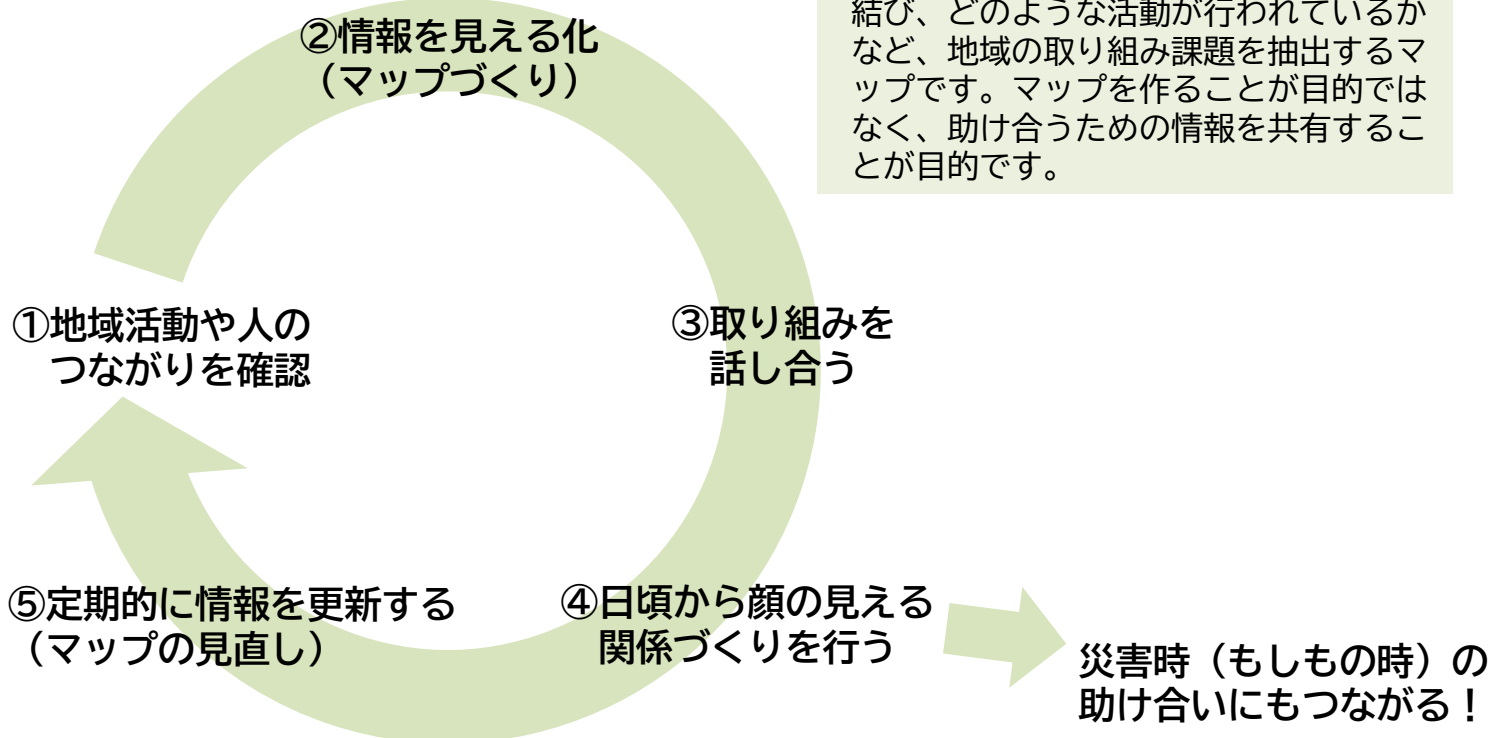 結び、どのような活動が行われているか
など、地域の取り組み課題を抽出するマ
ップです。マップを作ることが目的では
なく、助け合うための情報を共有するこ
とが目的です。
②情報を見える化
（マップづくり）
①地域活動や人の
つながりを確認
③取り組みを
話し合う
⑤定期的に情報を更新する
（マップの見直し）
④日頃から顔の見える
関係づくりを行う
災害時（もしもの時）の
助け合いにもつながる！